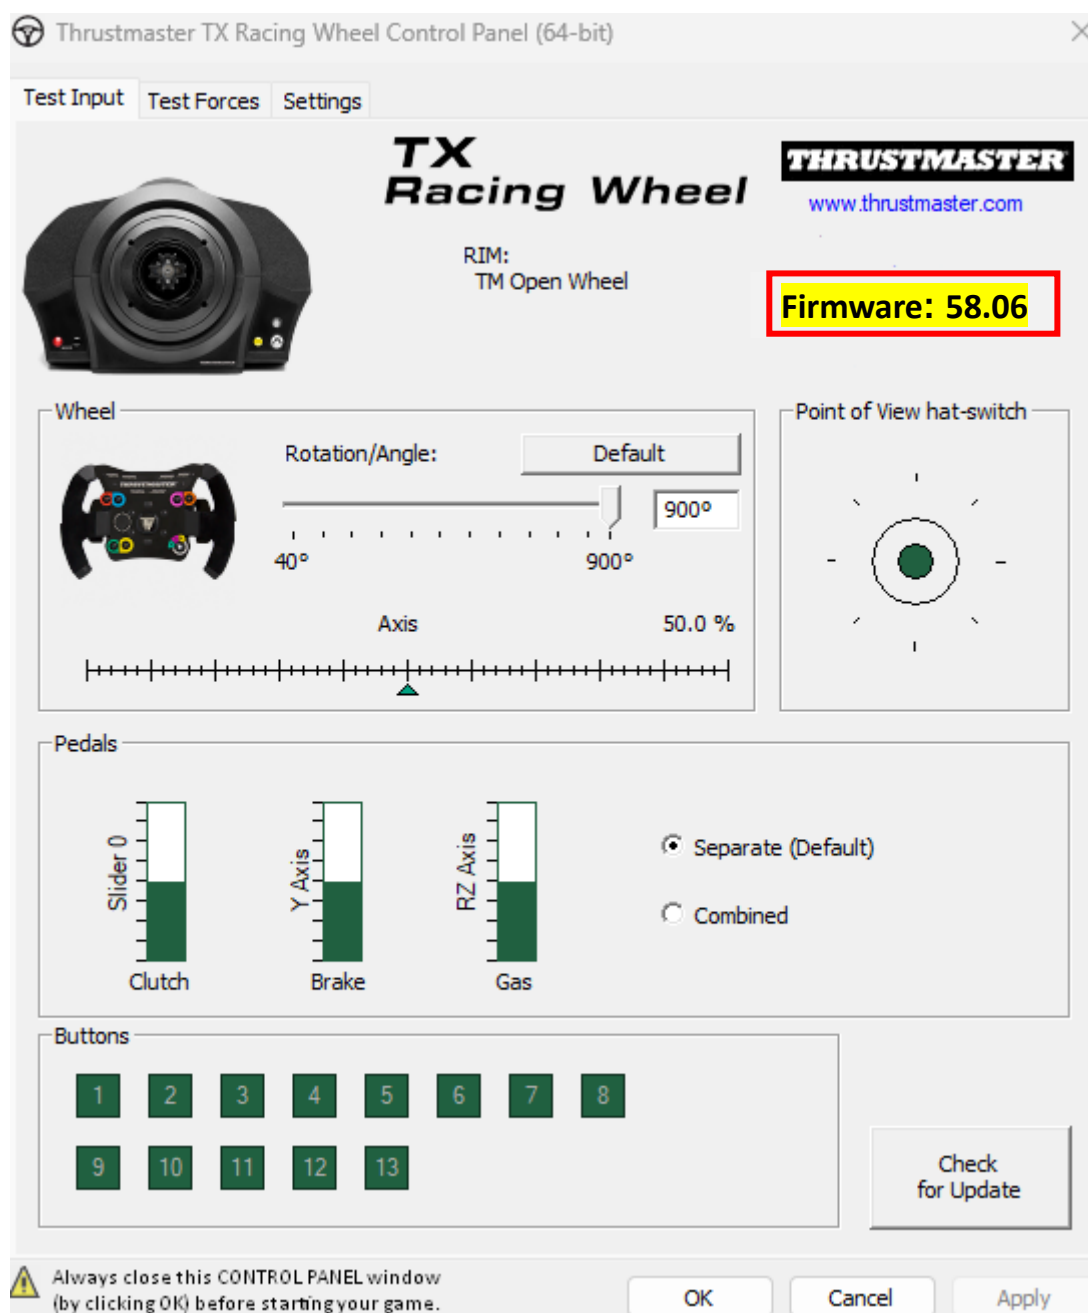 Thrustmaster TX Racing Wheel Control Panel (64-bit)
Test Input Test Forces Settings
TX
Racing Wheel
THRUSTMASTER
www.thrustmaster.com
RIM:
TM Open Wheel
Firmware: 58.06
Wheel
Rotation/Angle:
Default
900°
40°
900°
Axis
50.0 %
Point of View hat-switch
Pedals
Slider 0
Y Axis
RZ Axis
Clutch
Brake
Gas
Separate (Default)
Combined
Buttons
1 2 3 4 5 6 7 8
9 10 11 12 13
Check
for Update
Always close this CONTROL PANEL window
(by clicking OK) before starting your game.
OK
Cancel
Apply